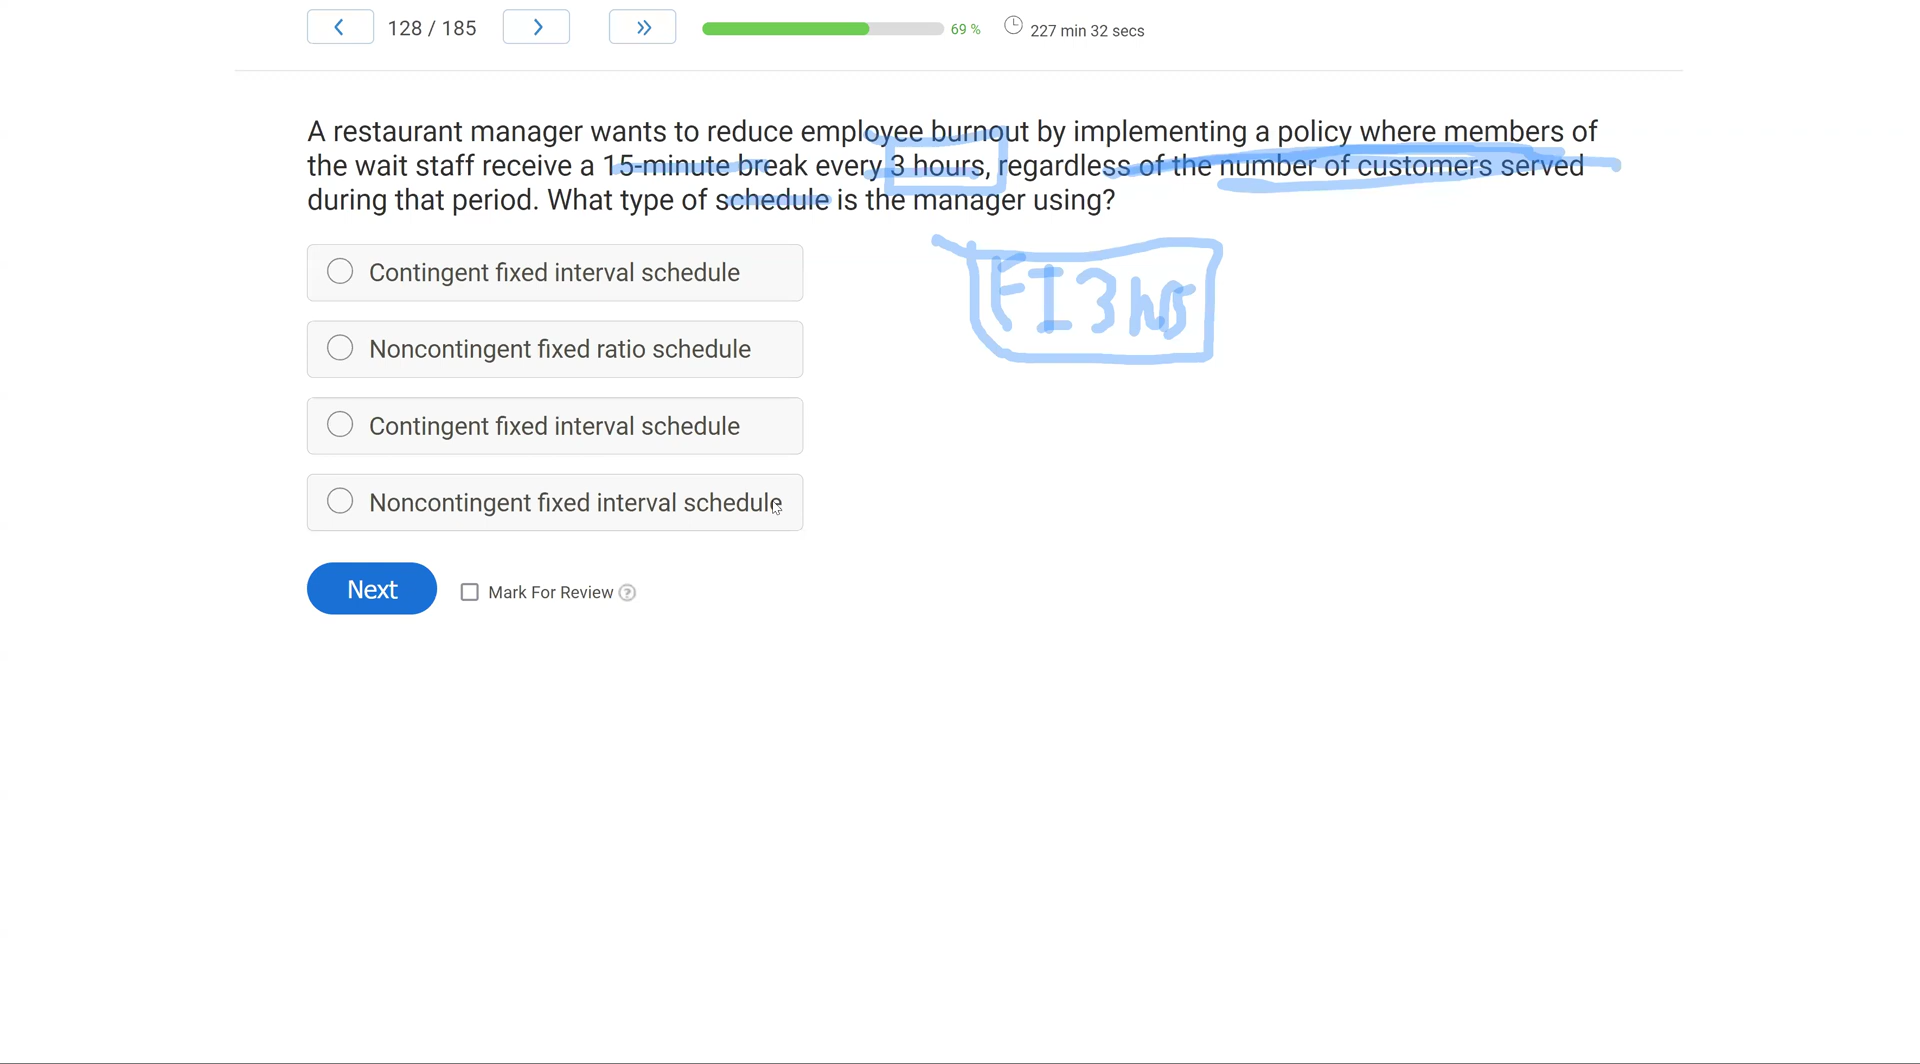 128 / 185
69 %
227 min 32 secs
A restaurant manager wants to reduce employee burnout by implementing a policy where members of
the wait staff receive a 15-minute break every 3 hours, regardless of the number of customers served
during that period. What type of schedule is the manager using?
Contingent fixed interval schedule
FI 3 hrs
Noncontingent fixed ratio schedule
Contingent fixed interval schedule
Noncontingent fixed interval schedule
Next
Mark For Review ?